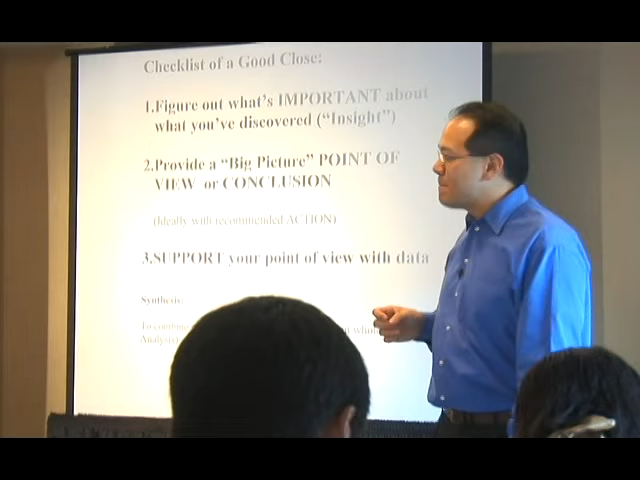 Checklist of a Good Close:
1.Figure out what's IMPORTANT about
what you've discovered ("Insight")
2.Provide a "Big Picture" POINT OF
VIEW or CONCLUSION
(Ideally with recommended ACTION)
3.SUPPORT your point of view with data
Synthesis:
To combine
Analysis)